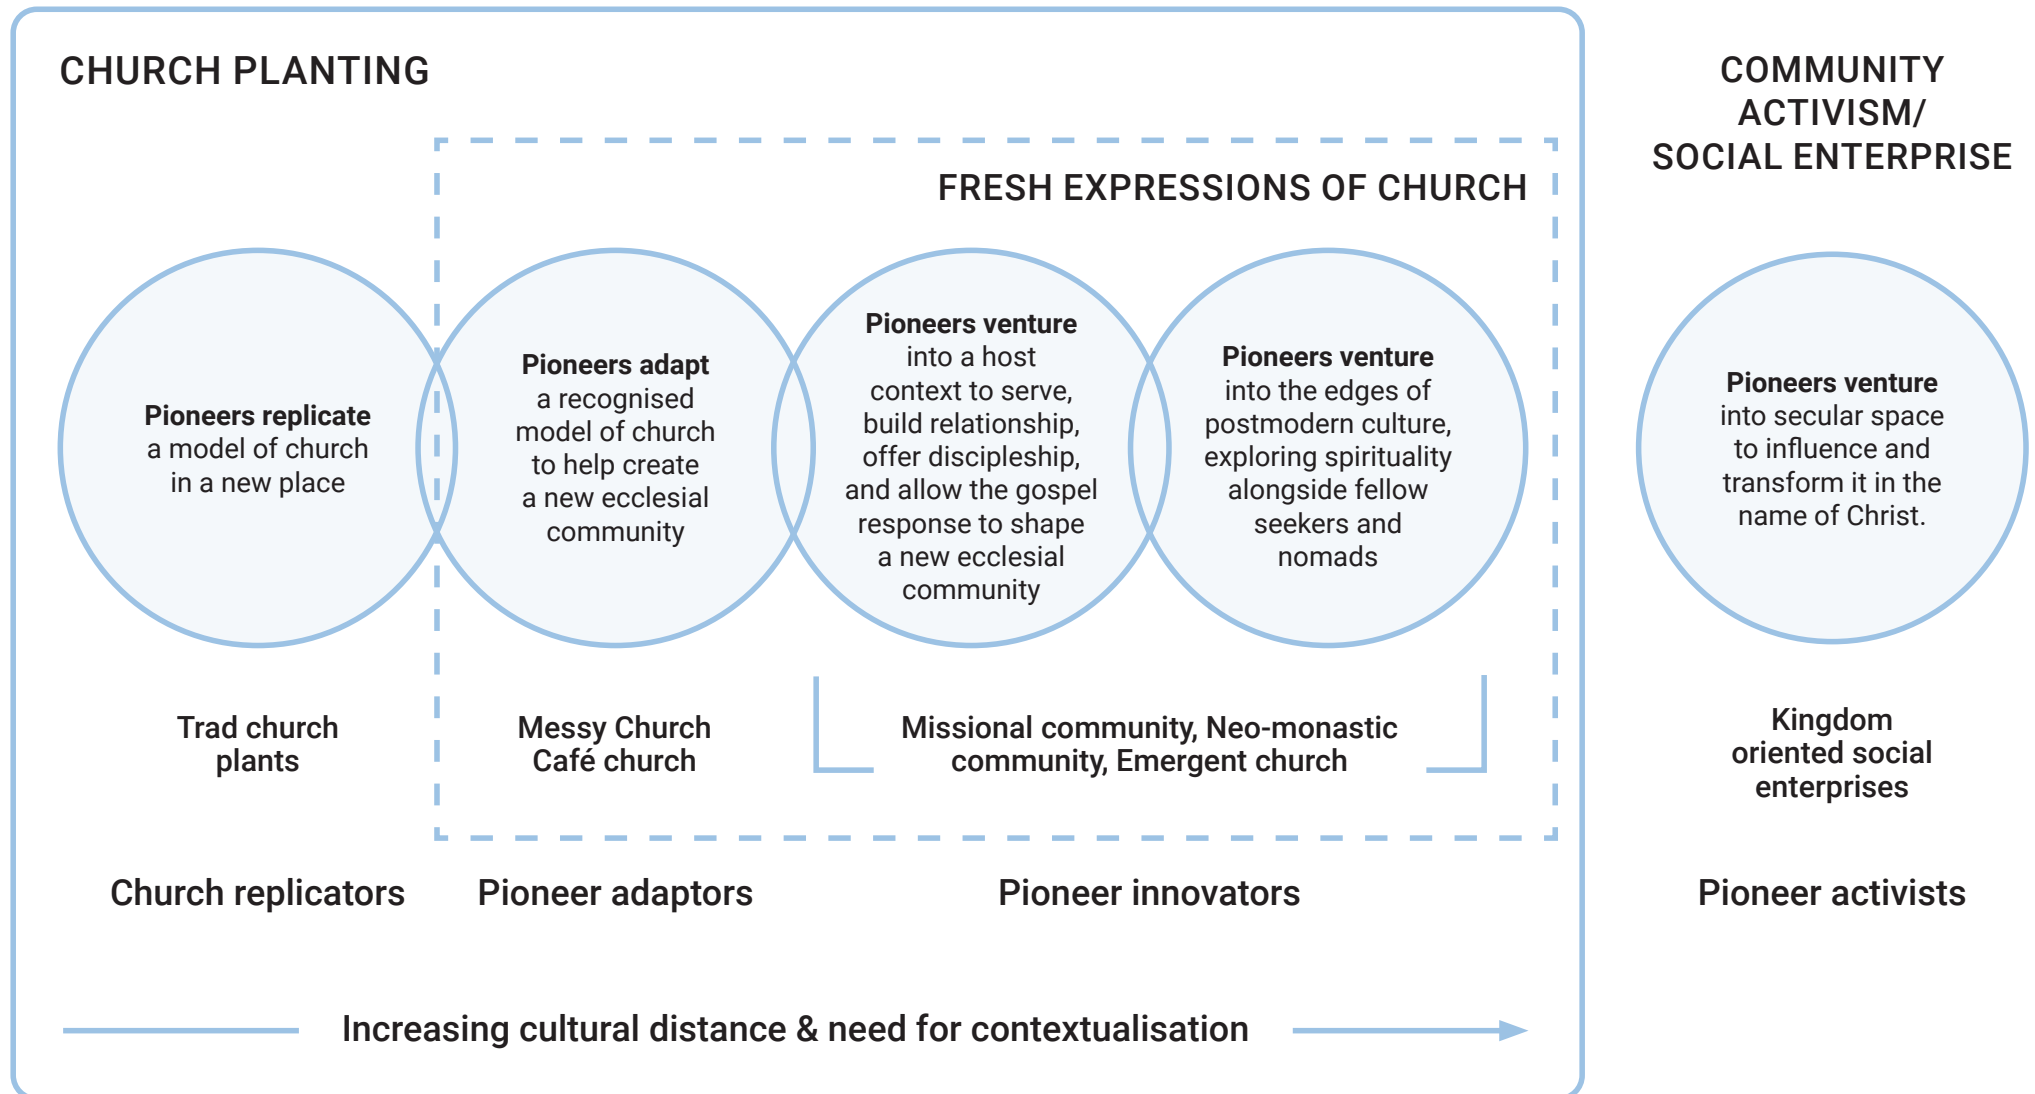 CHURCH PLANTING
COMMUNITY
ACTIVISM/
SOCIAL ENTERPRISE
FRESH EXPRESSIONS OF CHURCH
Pioneers replicate
a model of church
in a new place
Pioneers adapt
a recognised
model of church
to help create
a new ecclesial
community
Pioneers venture
into a host
context to serve,
build relationship,
offer discipleship,
and allow the gospel
response to shape
a new ecclesial
community
Pioneers venture
into the edges of
postmodern culture,
exploring spirituality
alongside fellow
seekers and
nomads
Pioneers venture
into secular space
to influence and
transform it in the
name of Christ.
Trad church
plants
Messy Church
Café church
Missional community, Neo-monastic
community, Emergent church
Kingdom
oriented social
enterprises
Church replicators
Pioneer adaptors
Pioneer innovators
Pioneer activists
Increasing cultural distance & need for contextualisation